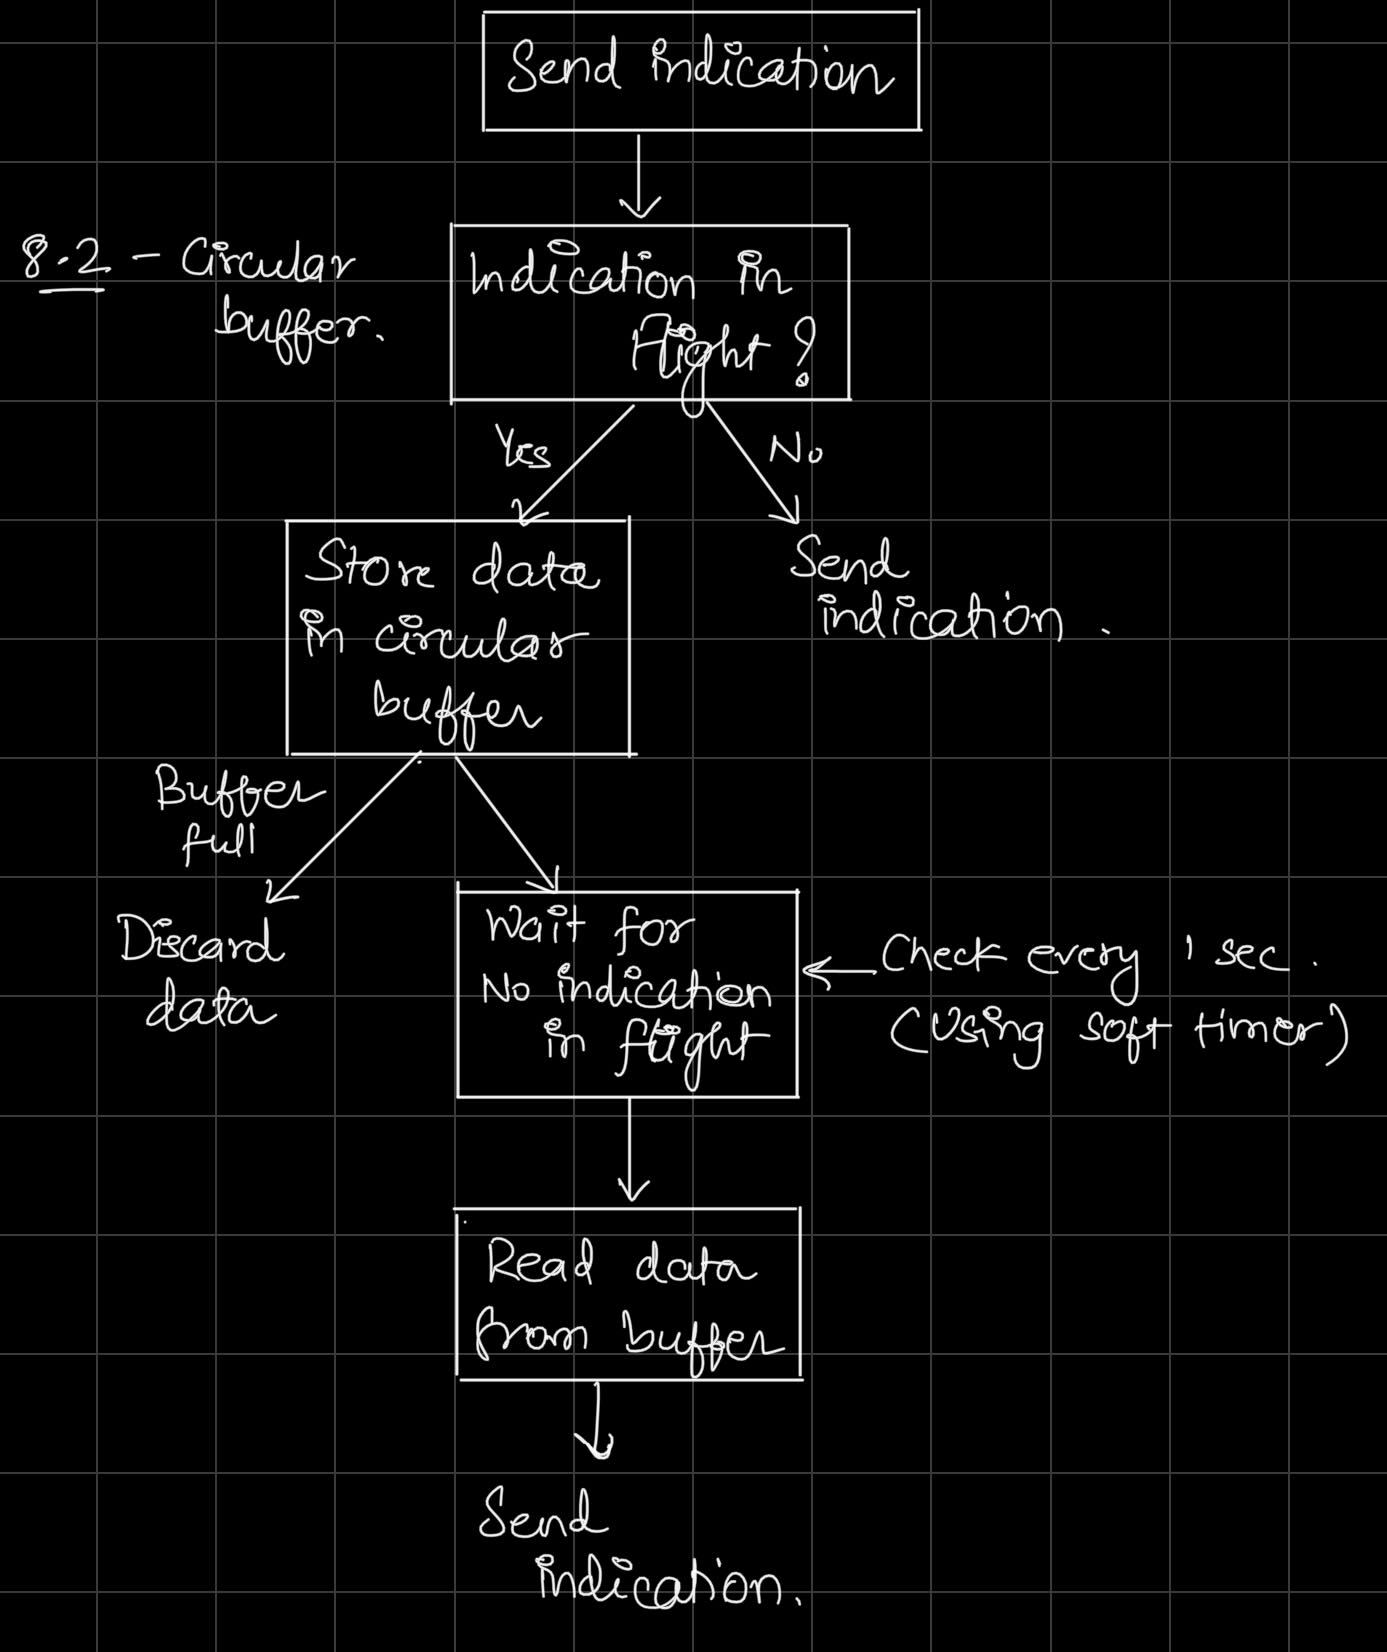 Send indication
8.2 - Circular
buffer.
Indication in
flight?
Yes
No
Store data
in circular
buffer
Send
indication.
Buffer
full
Discard
data
Wait for
No indication
in flight
Check every 1 sec.
(Using soft timer)
Read data
from buffer
Send
indication.